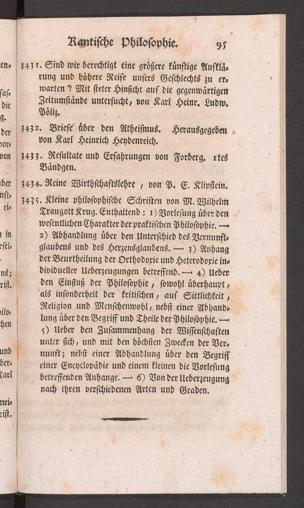 Kantische Philosophie. 95
3431. Sind wir berechtigt eine größere künftige Aufklä-
rung und höhere Reife unsers Geschlechts zu er-
warten? Mit steter Hinsicht auf die gegenwärtigen
Zeitumstände untersucht, von Karl Heinr. Ludw.
Pölitz.
3432. Briefe über den Atheismus. Herausgegeben
von Karl Heinrich Heydenreich.
3433. Resultate und Erfahrungen von Forberg. 1tes
Bändgen.
3434. Reine Wirthschaftslehre, von P. E. Klipstein.
3435. Kleine philosophische Schriften von M. Wilhelm
Traugott Krug. Enthaltend: 1) Vorlesung über den
wesentlichen Charakter der praktischen Philosophie. —
2) Abhandlung über den Unterschied des Vernunft-
glaubens und des Herzensglaubens. — 3) Anhang
der Beurtheilung der Orthodoxie und Heterodoxie in-
dividueller Ueberzeugungen betreffend. — 4) Ueber
den Einfluß der Philosophie, sowohl überhaupt,
als insonderheit der kritischen, auf Sittlichkeit,
Religion und Menschenwohl, nebst einer Abhand-
lung über den Begriff und Theile der Philosophie. —
5) Ueber den Zusammenhang der Wissenschaften
unter sich, und mit den höchsten Zwecken der Ver-
nunft; nebst einer Abhandlung über den Begriff
einer Encyclopädie und einem kleinen die Vorlesung
betreffenden Anhange. — 6) Von der Ueberzeugung
nach ihren verschiedenen Arten und Graden.